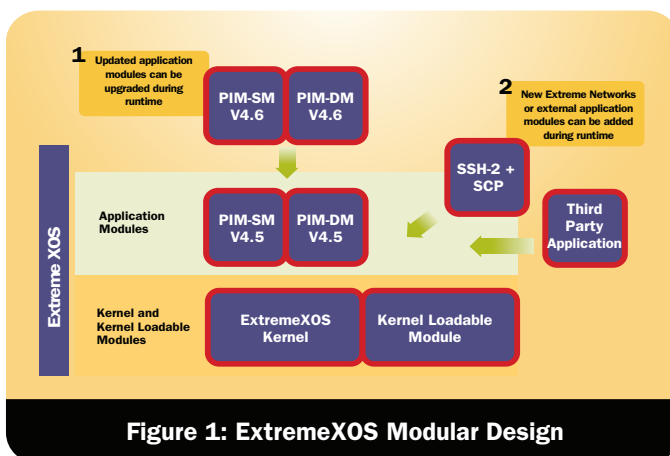 1
Updated application
modules can be
upgraded during
runtime
PIM-SM
V4.6
PIM-DM
V4.6
2
New Extreme Networks
or external application
modules can be added
during runtime
SSH-2 +
SCP
Third
Party
Application
Extreme XOS
Application
Modules
PIM-SM
V4.5
PIM-DM
V4.5
Kernel and
Kernel Loadable
Modules
ExtremeXOS
Kernel
Kernel Loadable
Module
Figure 1: ExtremeXOS Modular Design